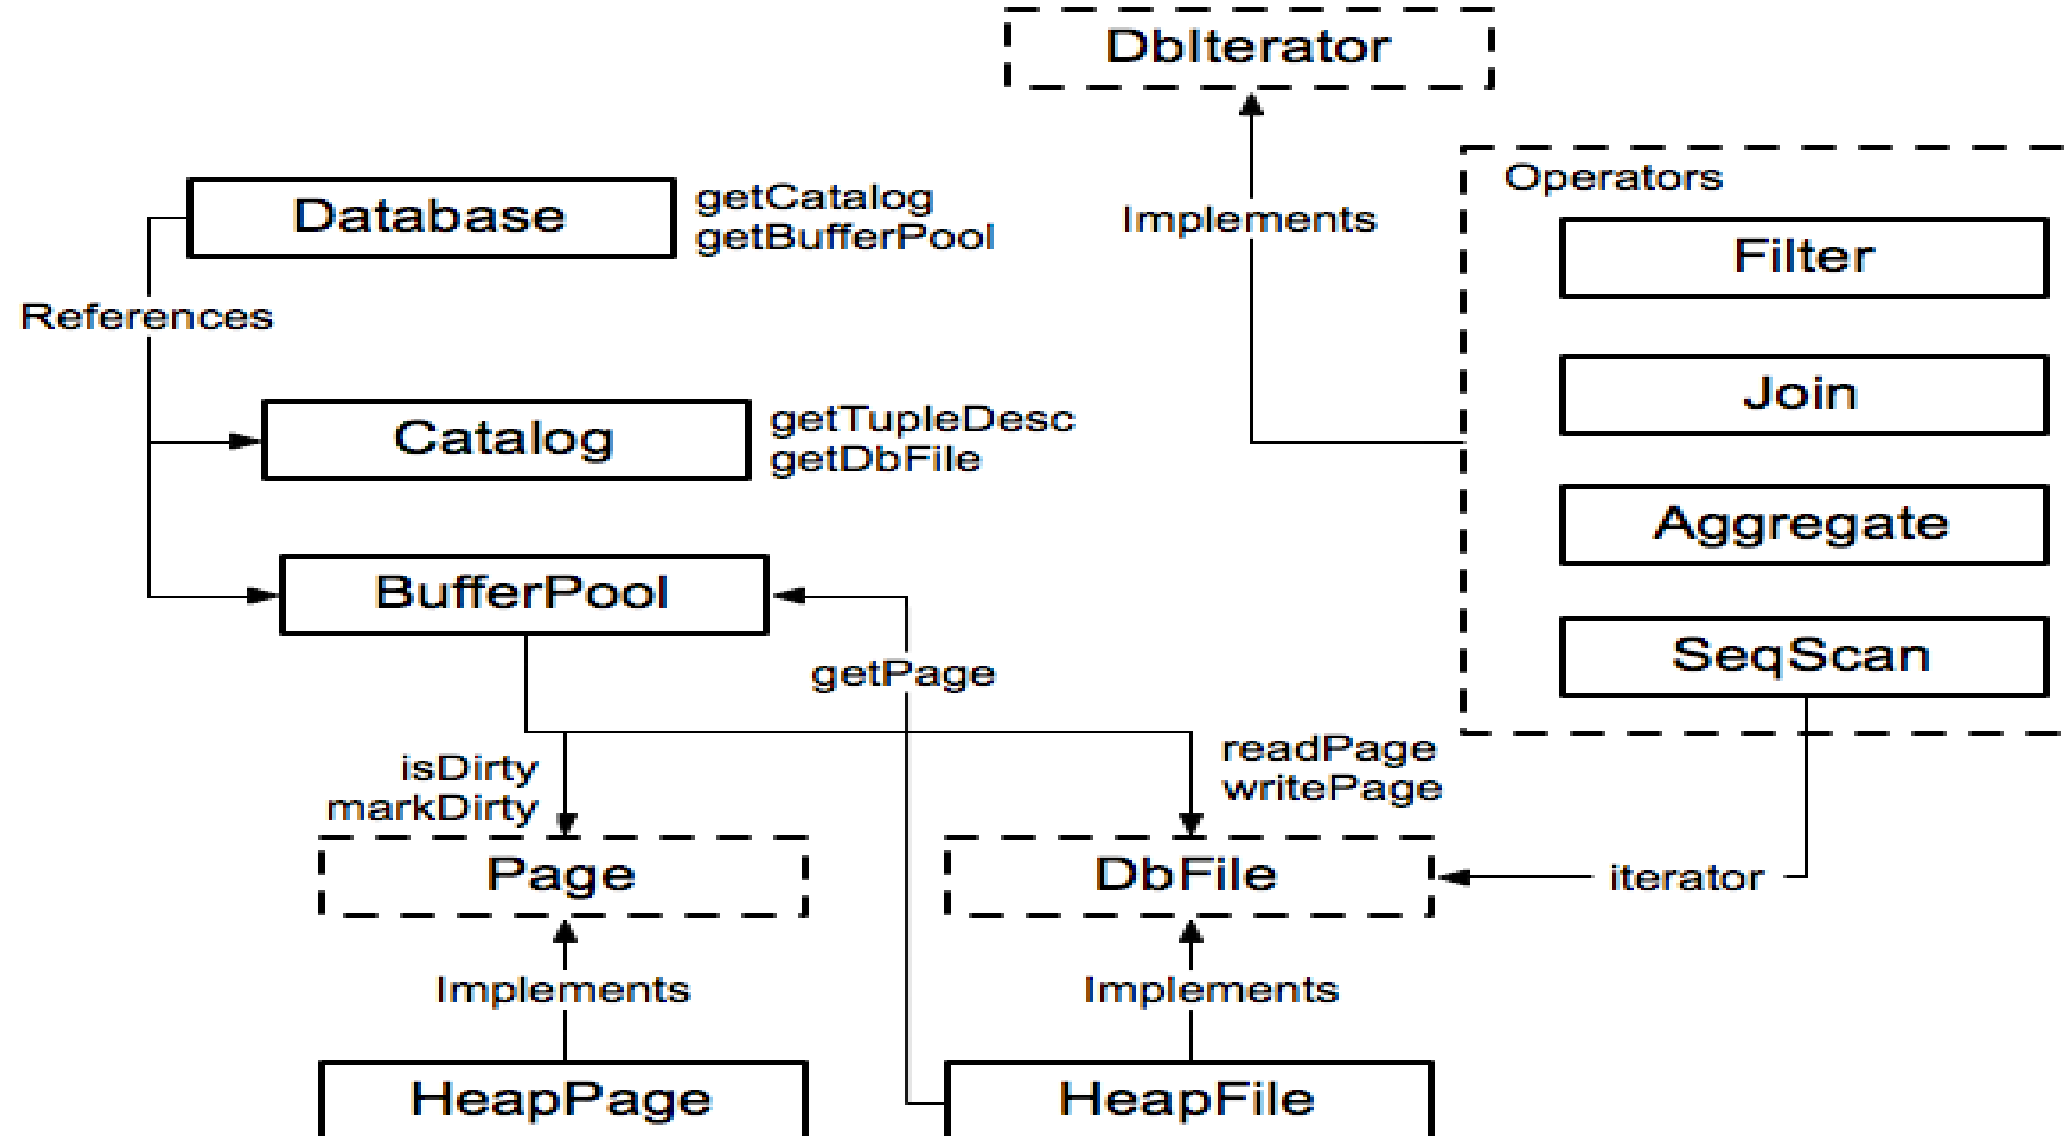 DbIterator
Operators
Database
getCatalog
getBufferPool
Implements
Filter
References
Join
Catalog
getTupleDesc
getDbFile
Aggregate
BufferPool
SeqScan
getPage
isDirty
markDirty
readPage
writePage
Page
DbFile
iterator
Implements
Implements
HeapPage
HeapFile